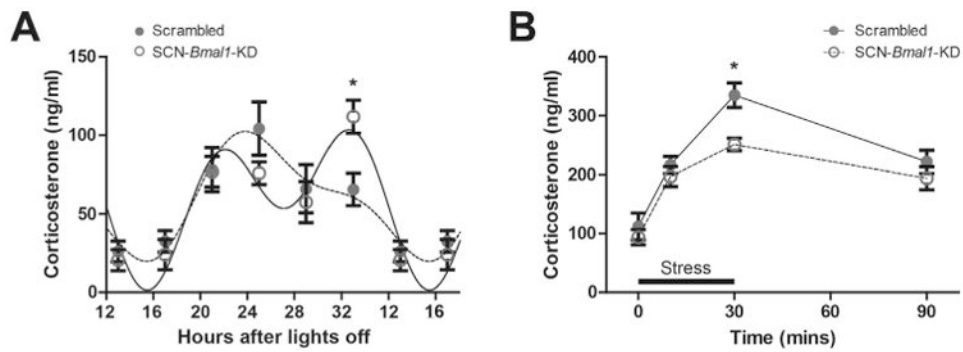 A
Scrambled
SCN-Bmal1-KD
150
100
50
0
Corticosterone (ng/ml)
*
12 16 20 24 28 32 12 16
Hours after lights off
B
Scrambled
SCN-Bmal1-KD
400
300
200
100
0
Corticosterone (ng/ml)
*
Stress
0 30 60 90
Time (mins)